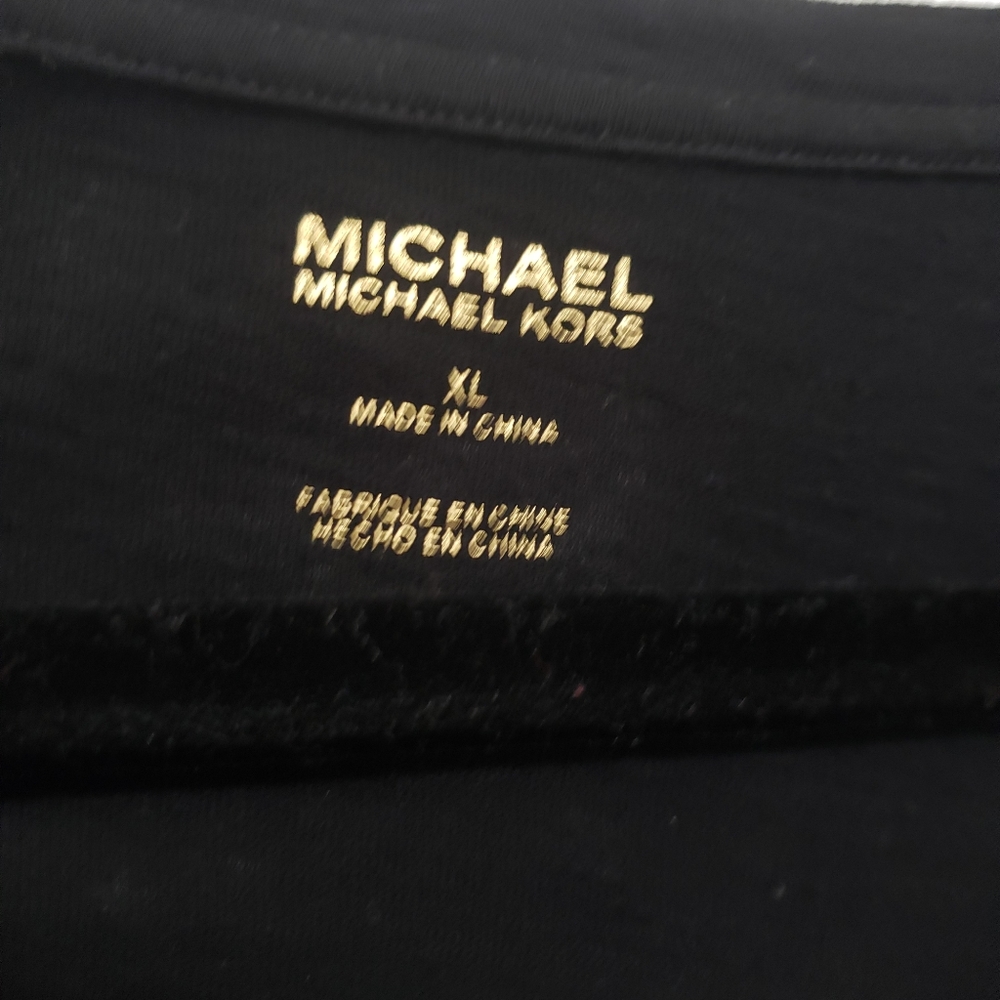 MICHAEL
MICHAEL KORS
XL
MADE IN CHINA
FABRIQUE EN CHINE
HECHO EN CHINA